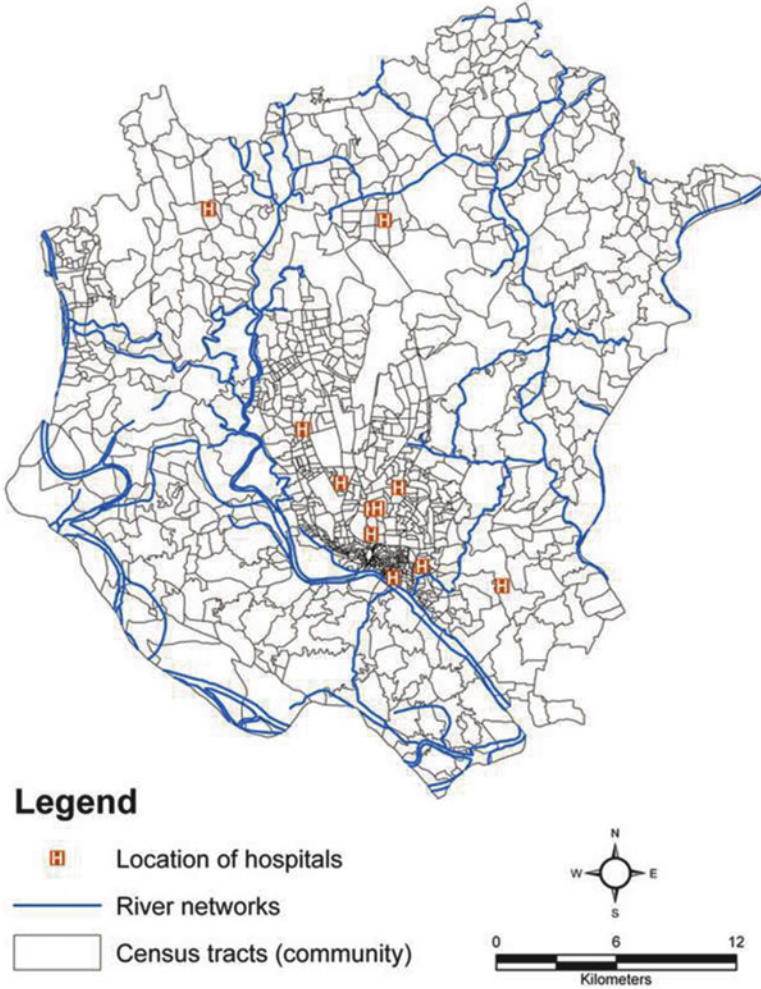 H
H
H
H
H
H H
H
H
H
H
Legend
H Location of hospitals
River networks
Census tracts (community)
N
W E
S
0 6 12
Kilometers